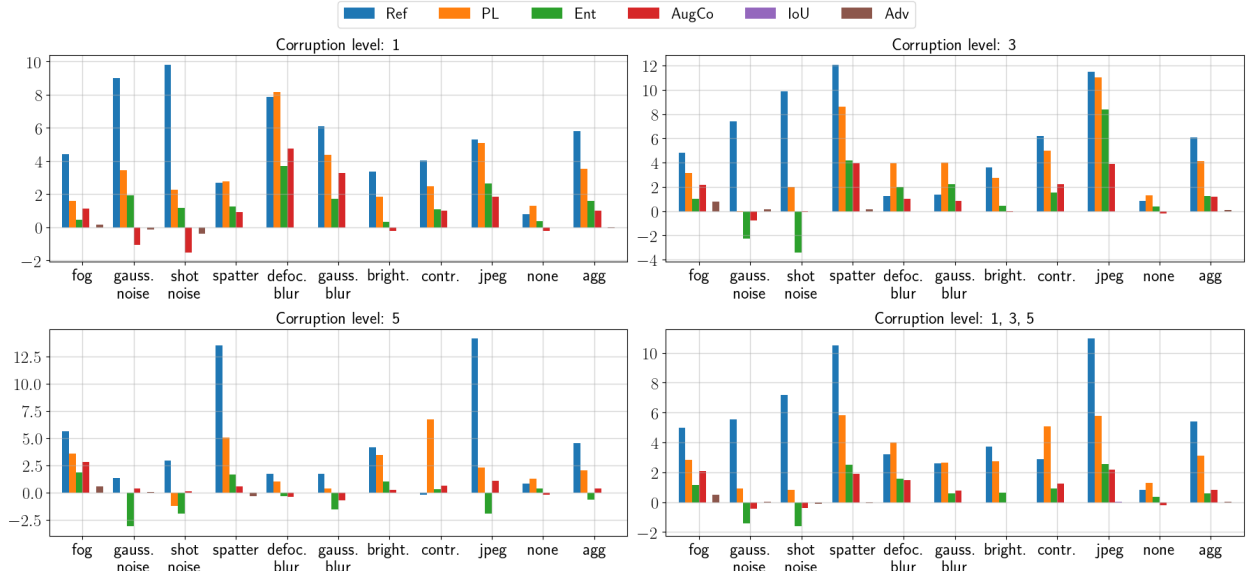 Ref PL Ent AugCo IoU Adv
Corruption level: 1
10
8
6
4
2
0
−2
fog gauss. shot spatter defoc. gauss. bright. contr. jpeg none agg
noise noise blur blur
Corruption level: 3
12
10
8
6
4
2
0
−2
−4
fog gauss. shot spatter defoc. gauss. bright. contr. jpeg none agg
noise noise blur blur
Corruption level: 5
12.5
10.0
7.5
5.0
2.5
0.0
−2.5
fog gauss. shot spatter defoc. gauss. bright. contr. jpeg none agg
noise noise blur blur
Corruption level: 1, 3, 5
10
8
6
4
2
0
−2
fog gauss. shot spatter defoc. gauss. bright. contr. jpeg none agg
noise noise blur blur